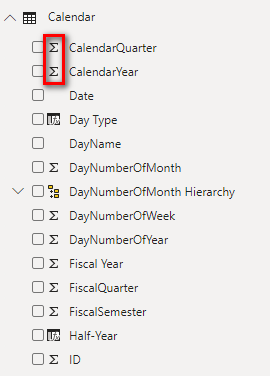 Calendar
CalendarQuarter
CalendarYear
Date
Day Type
DayName
DayNumberOfMonth
DayNumberOfMonth Hierarchy
DayNumberOfWeek
DayNumberOfYear
Fiscal Year
FiscalQuarter
FiscalSemester
Half-Year
ID